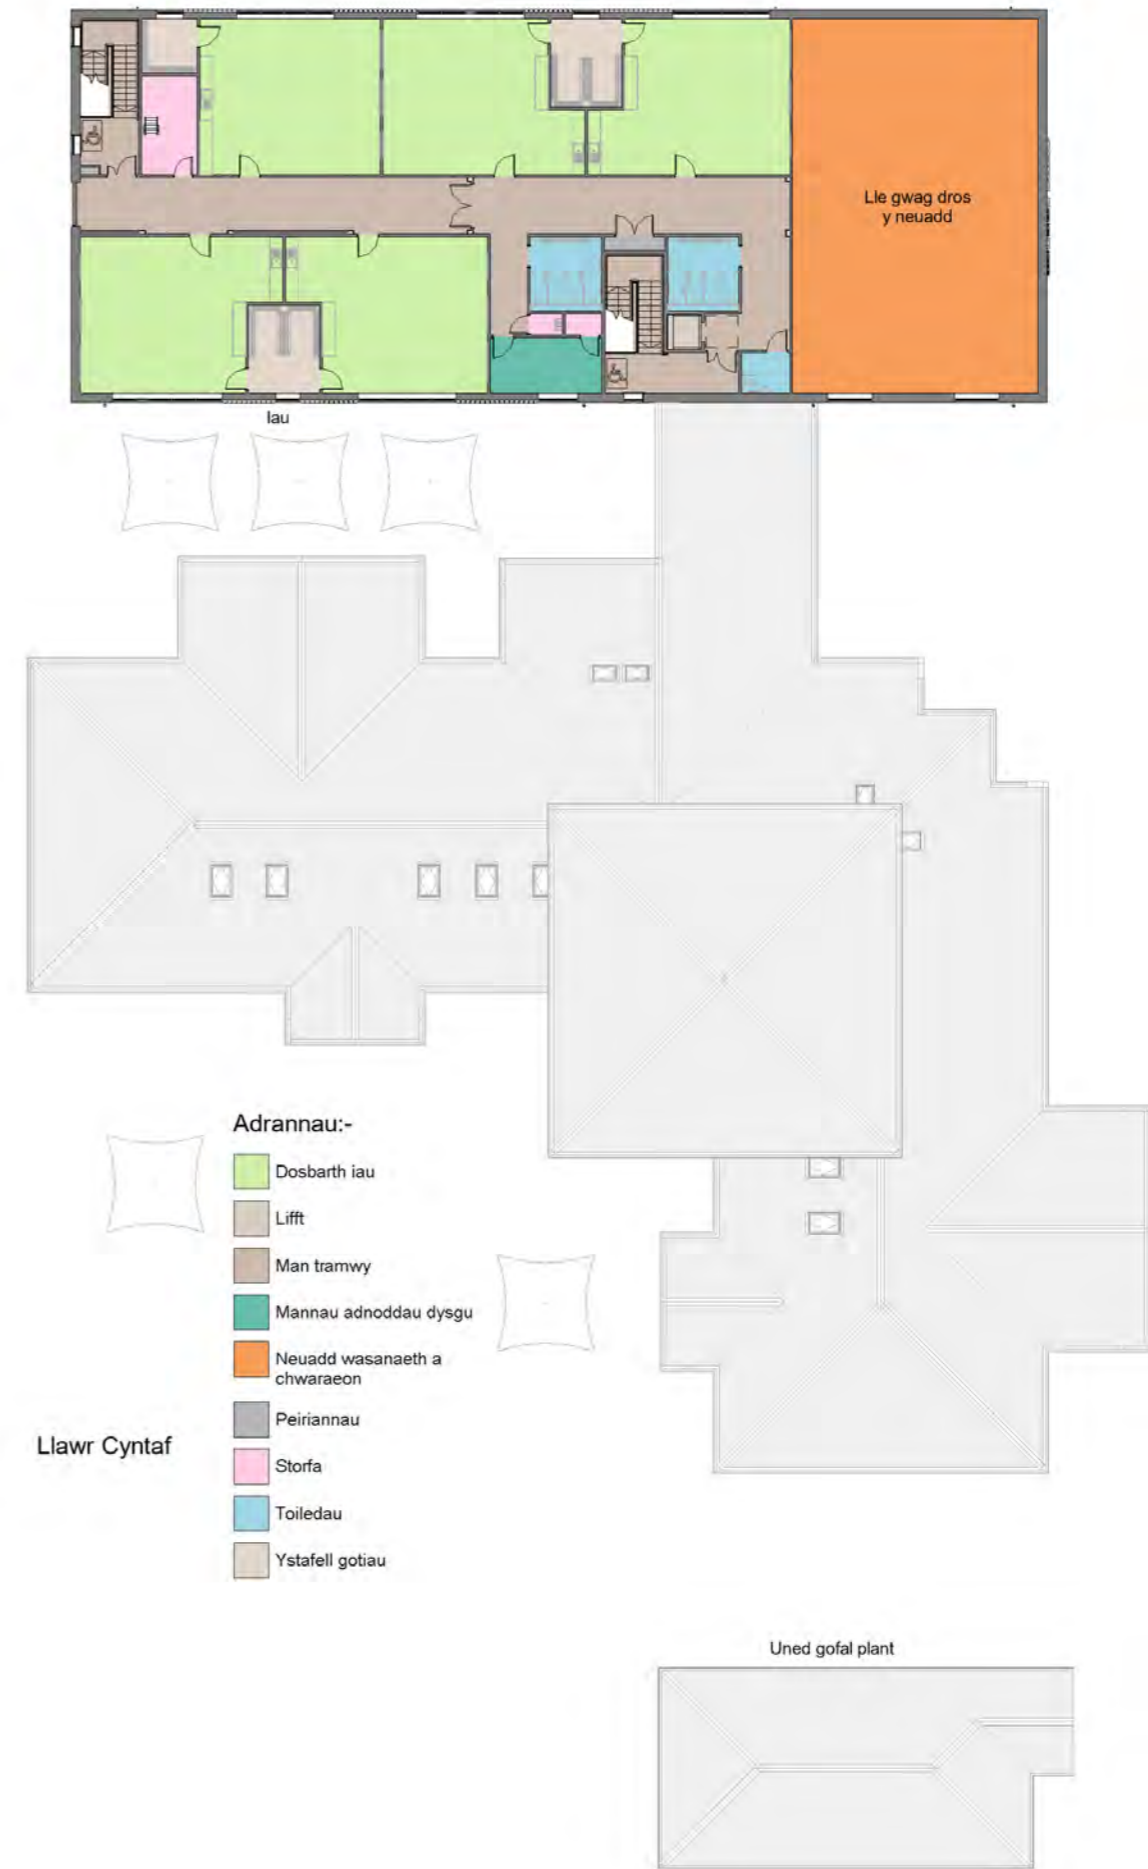 Lle gwag dros
y neuadd
Iau
Adrannau:-
Dosbarth iau
Lifft
Man tramwy
Mannau adnoddau dysgu
Neuadd wasanaeth a
chwaraeon
Peiriannau
Llawr Cyntaf
Storfa
Toiledau
Ystafell gotiau
Uned gofal plant